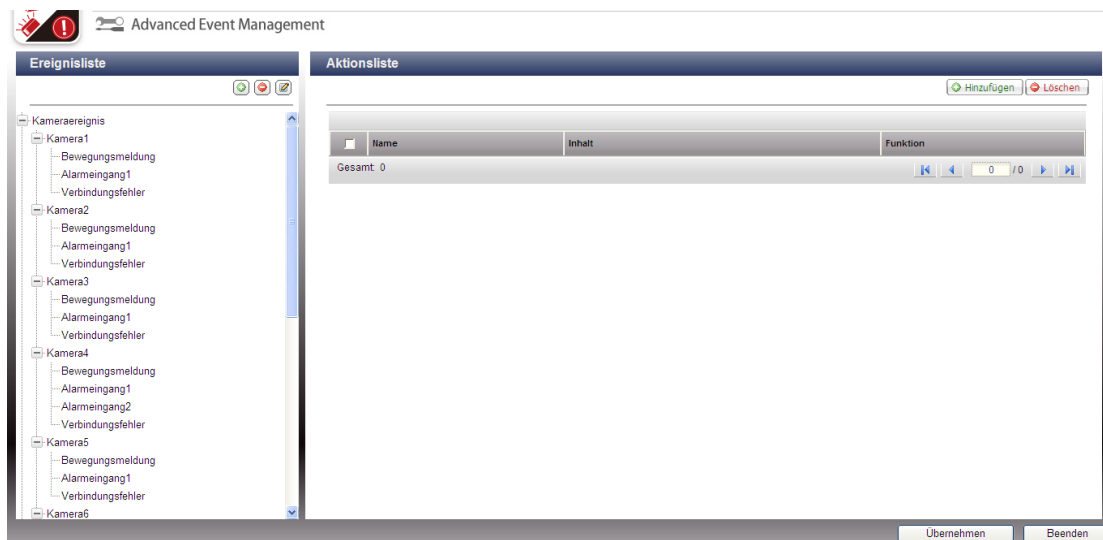 Advanced Event Management
Ereignisliste
Kameraereignis
Kamera1
Bewegungsmeldung
Alarmeingang1
Verbindungsfehler
Kamera2
Bewegungsmeldung
Alarmeingang1
Verbindungsfehler
Kamera3
Bewegungsmeldung
Alarmeingang1
Verbindungsfehler
Kamera4
Bewegungsmeldung
Alarmeingang1
Alarmeingang2
Verbindungsfehler
Kamera5
Bewegungsmeldung
Alarmeingang1
Verbindungsfehler
Kamera6
Aktionsliste
Hinzufügen Löschen
Name Inhalt Funktion
Gesamt: 0 0 / 0
Übernehmen Beenden